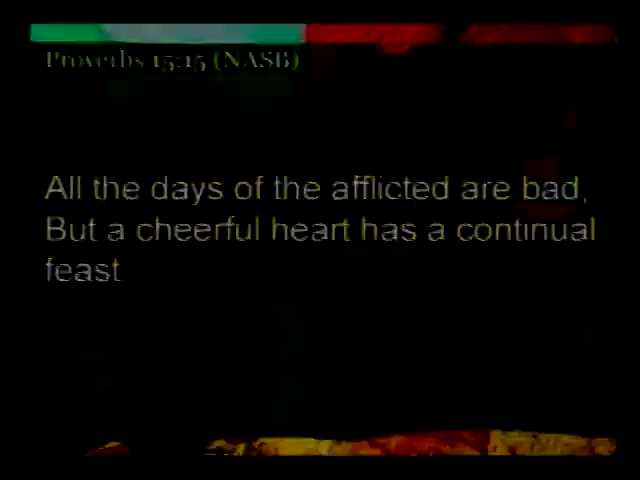 Proverbs 15:15 (NASB)
All the days of the afflicted are bad,
But a cheerful heart has a continual
feast